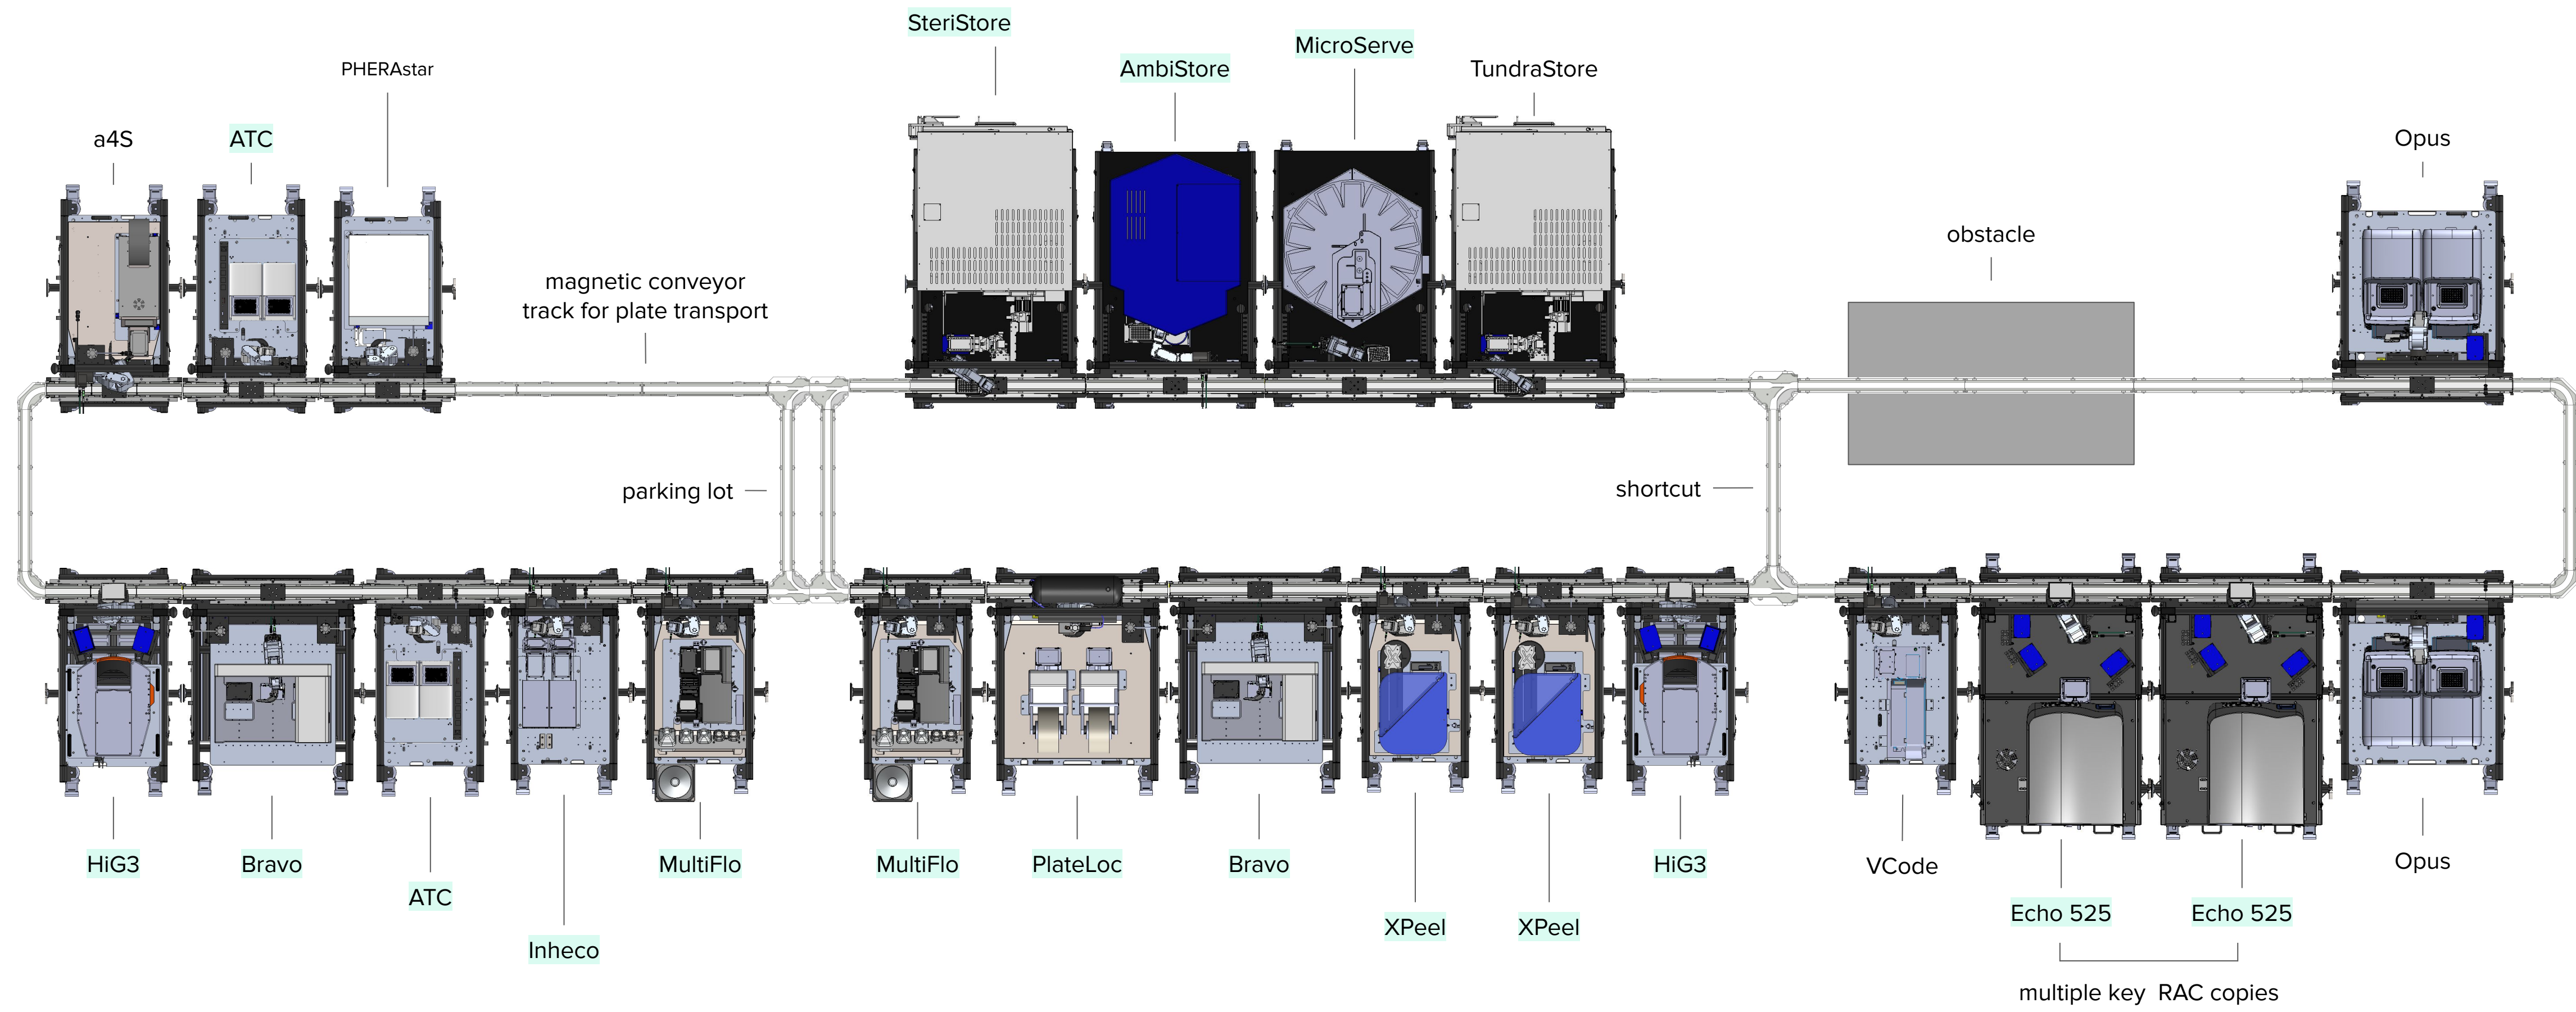 SteriStore
MicroServe
PHERAstar
AmbiStore
TundraStore
a4S
ATC
Opus
obstacle
magnetic conveyor
track for plate transport
parking lot
shortcut
HiG3
Bravo
MultiFlo
MultiFlo
PlateLoc
Bravo
HiG3
VCode
Opus
ATC
XPeel
XPeel
Echo 525
Echo 525
Inheco
multiple key RAC copies